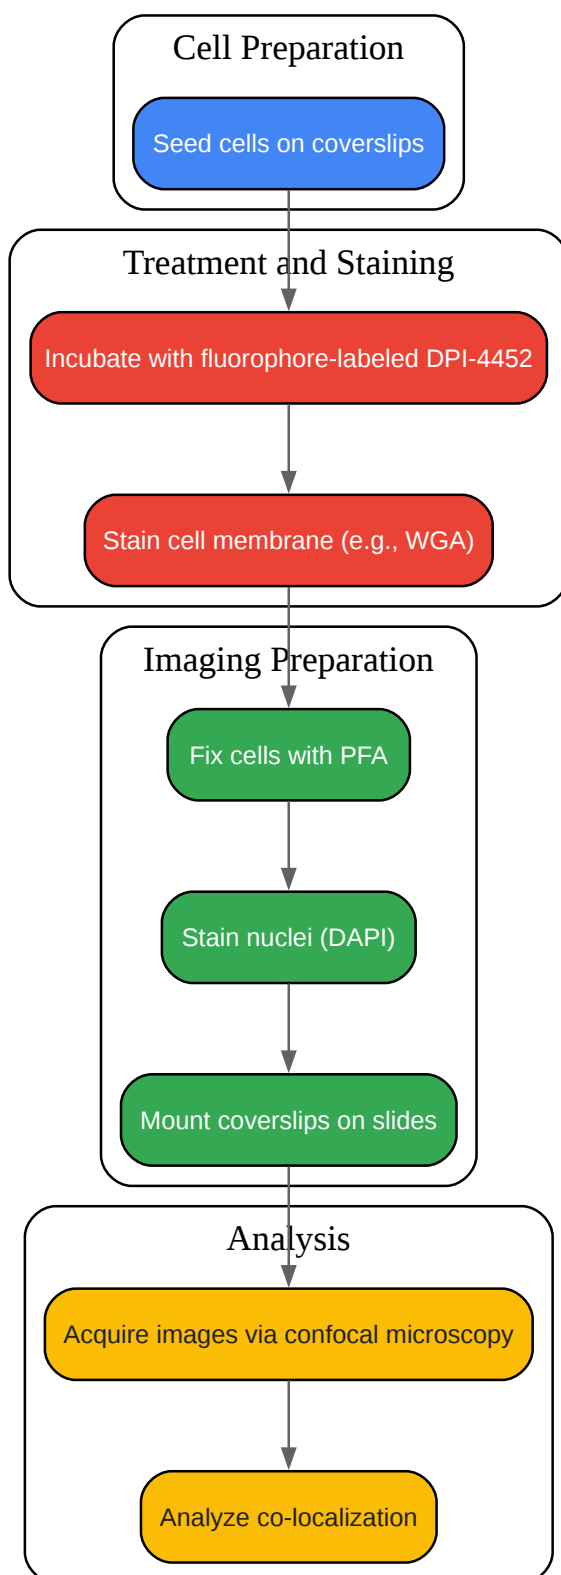 Cell Preparation
Seed cells on coverslips
Treatment and Staining
Incubate with fluorophore-labeled DPI-4452
Stain cell membrane (e.g., WGA)
Imaging Preparation
Fix cells with PFA
Stain nuclei (DAPI)
Mount coverslips on slides
Analysis
Acquire images via confocal microscopy
Analyze co-localization